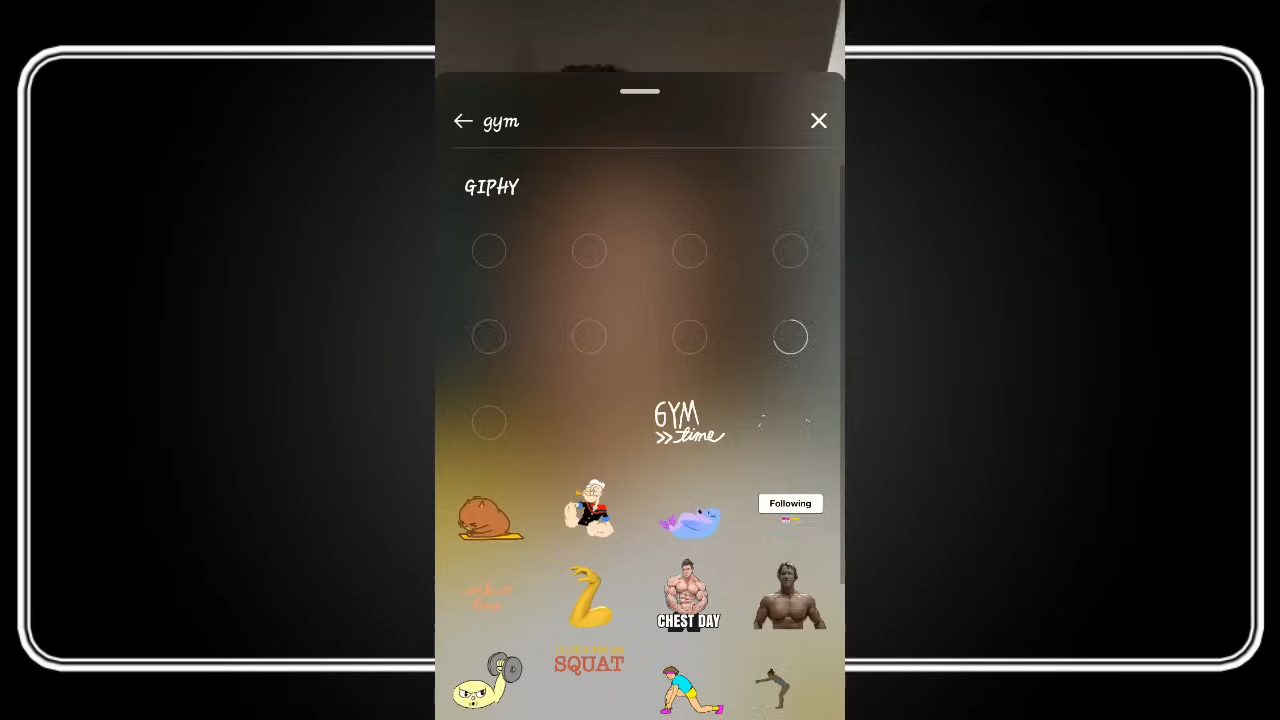 gym
GIPHY
GYM
>> time
Following
CHEST DAY
SQUAT